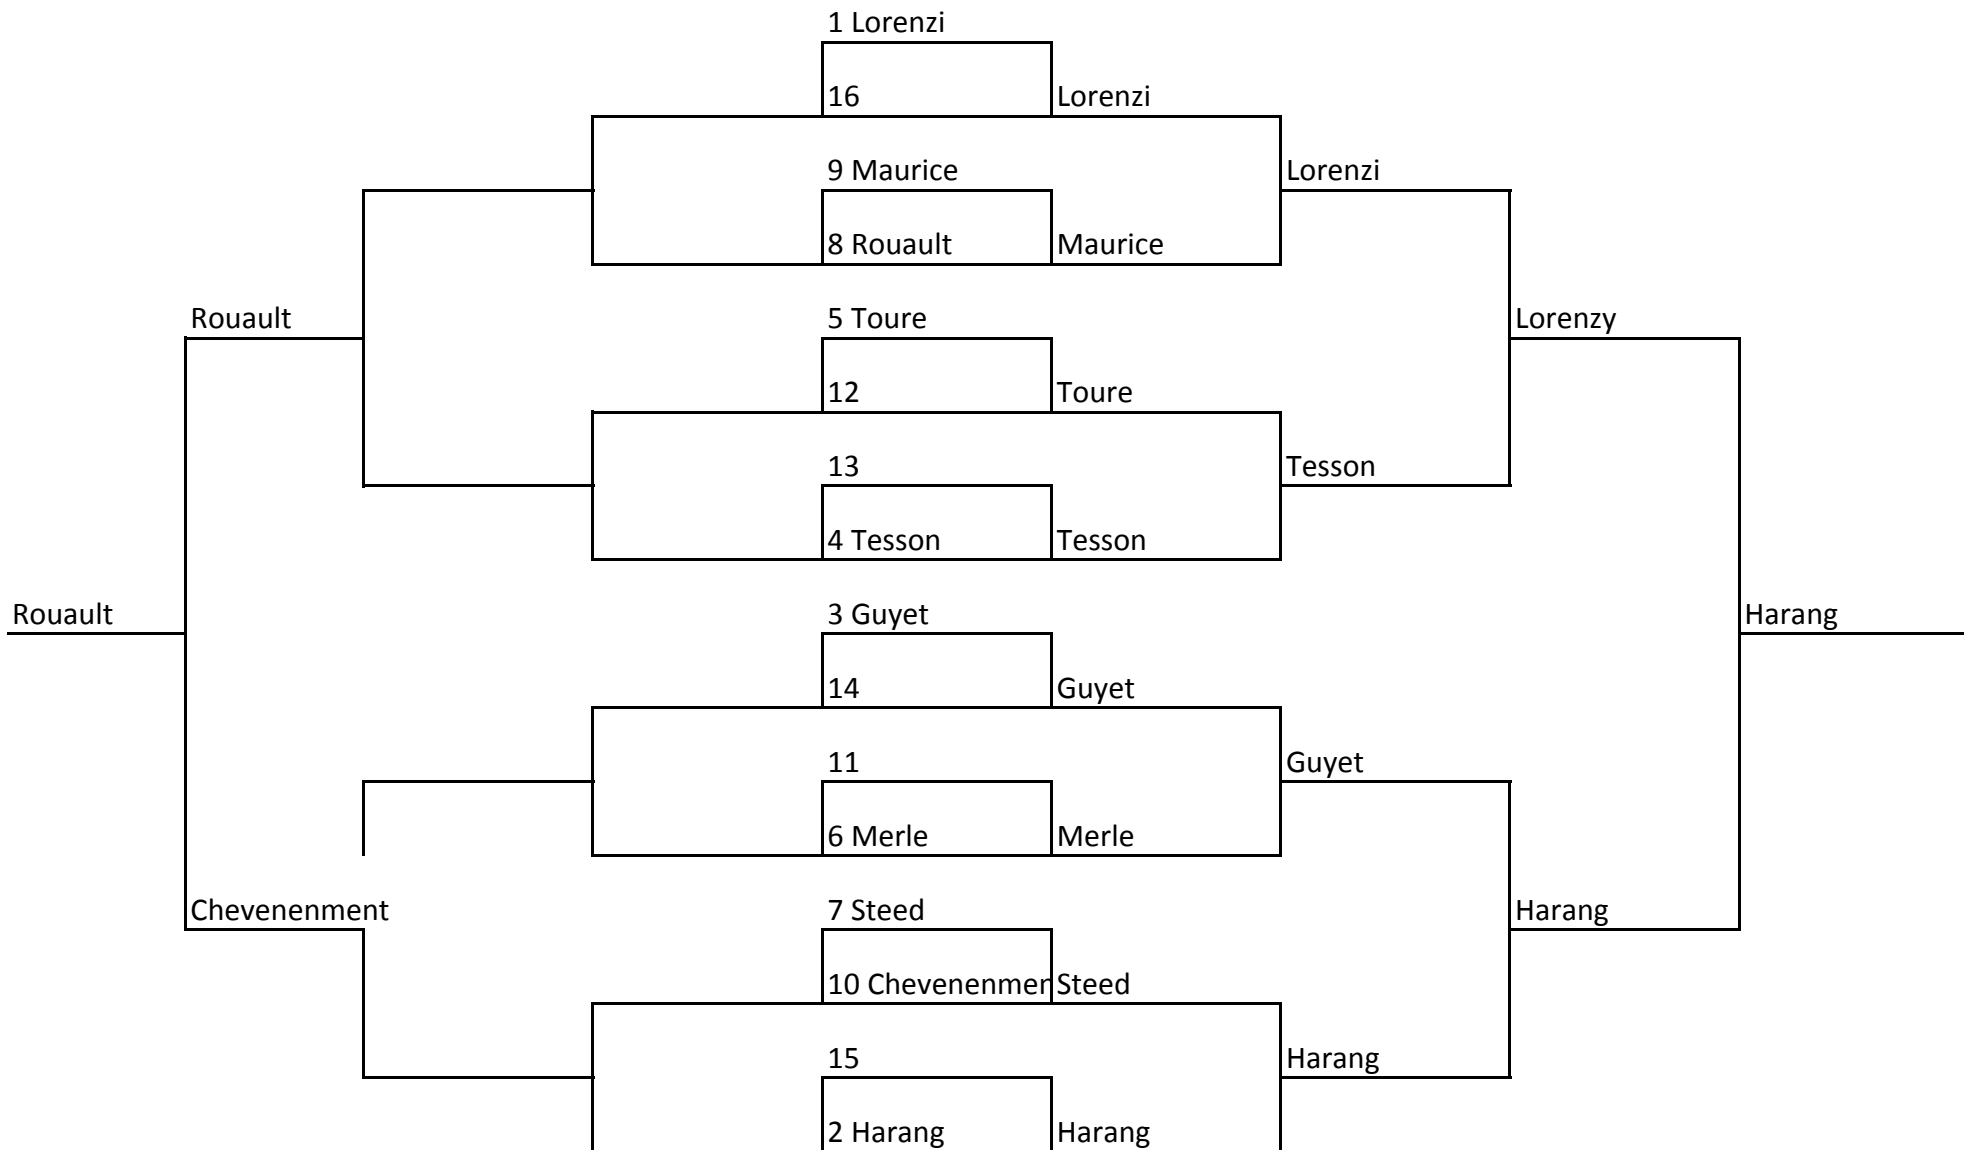 1 Lorenzi
16 Lorenzi
9 Maurice Lorenzi
8 Rouault Maurice
Rouault 5 Toure Lorenzy
12 Toure
13 Tesson
4 Tesson Tesson
Rouault 3 Guyet Harang
14 Guyet
11 Guyet
6 Merle Merle
Chevenenment 7 Steed Harang
10 Chevenenmer Steed
15 Harang
2 Harang Harang